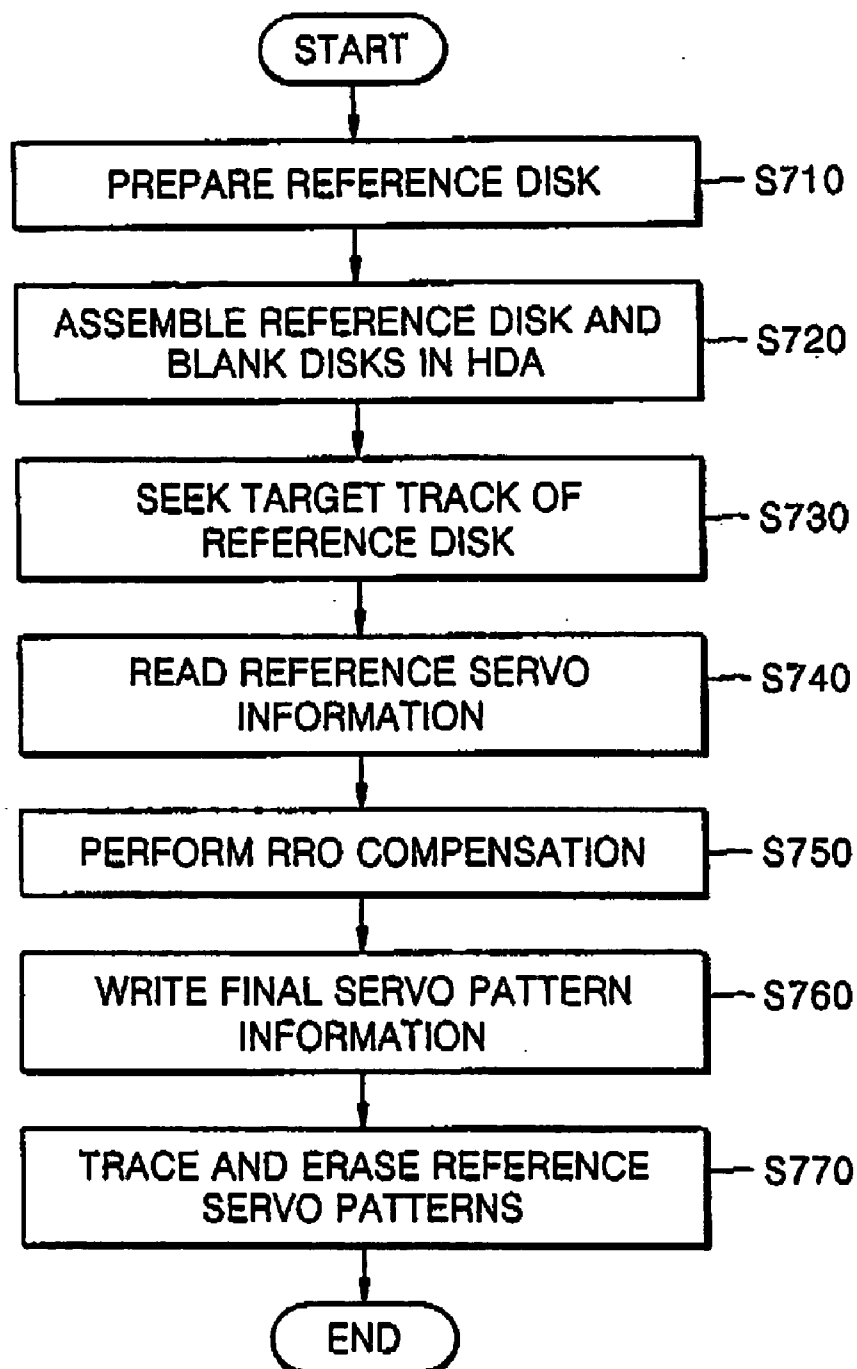 START
PREPARE REFERENCE DISK
S710
ASSEMBLE REFERENCE DISK AND
BLANK DISKS IN HDA
S720
SEEK TARGET TRACK OF
REFERENCE DISK
S730
READ REFERENCE SERVO
INFORMATION
S740
PERFORM RRO COMPENSATION
S750
WRITE FINAL SERVO PATTERN
INFORMATION
S760
TRACE AND ERASE REFERENCE
SERVO PATTERNS
S770
END